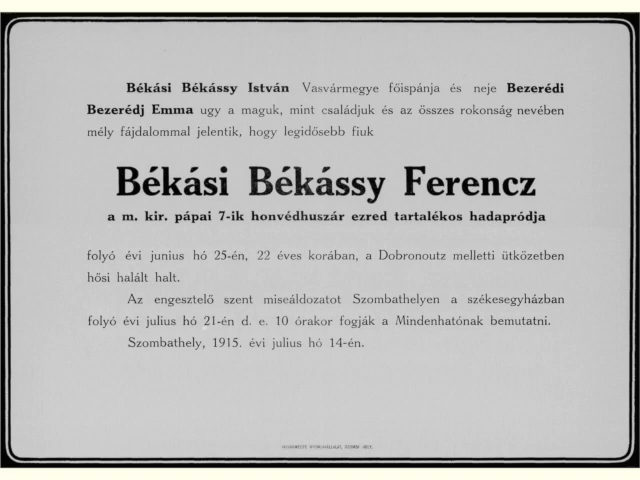 Békási Békássy István Vasvármegye főispánja és neje Bezerédi
Bezerédj Emma ugy a maguk, mint családjuk és az összes rokonság nevében
mély fájdalommal jelentik, hogy legidősebb fiuk
Békási Békássy Ferencz
a m. kir. pápai 7-ik honvédhuszár ezred tartalékos hadapródja
folyó évi junius hó 25-én, 22 éves korában, a Dobronoutz melletti ütközetben
hősi halált halt.
Az engesztelő szent miseáldozatot Szombathelyen a székesegyházban
folyó évi julius hó 21-én d. e. 10 órakor fogják a Mindenhatónak bemutatni.
Szombathely, 1915. évi julius hó 14-én.